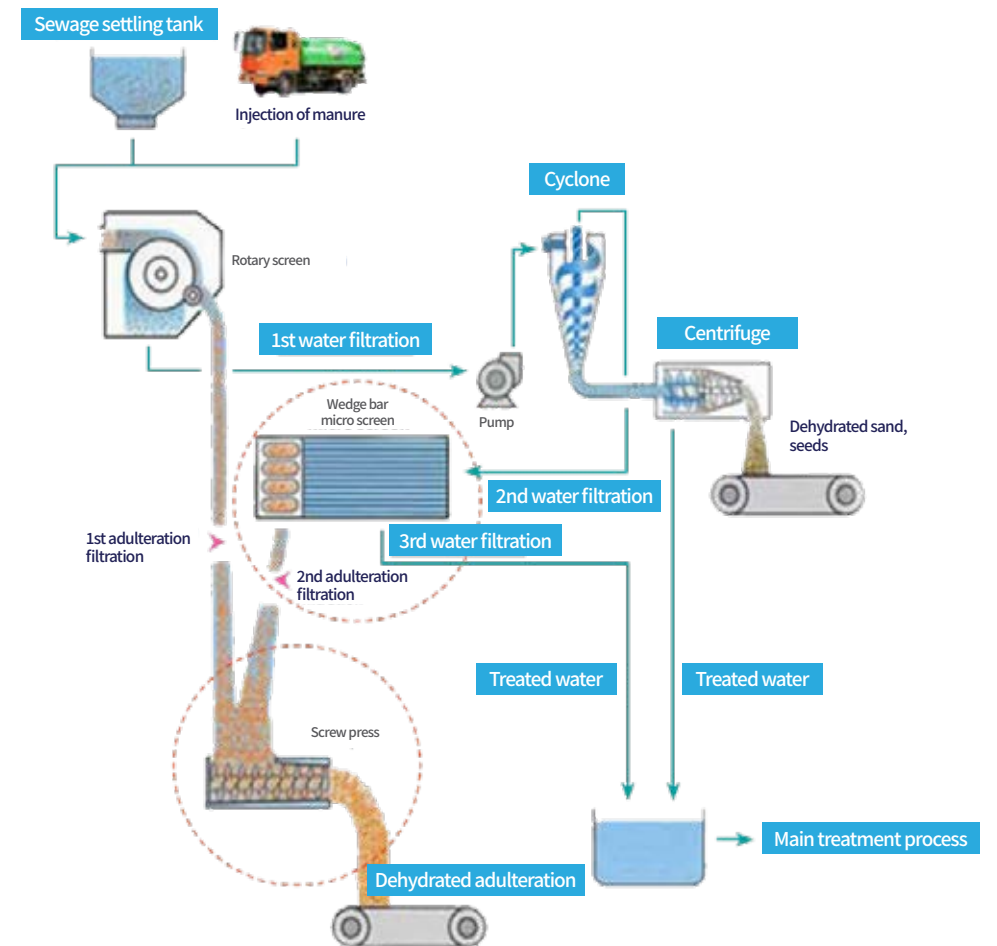 Sewage settling tank
Injection of manure
Cyclone
Rotary screen
1st water filtration
Centrifuge
Wedge bar
micro screen
Pump
Dehydrated sand,
seeds
2nd water filtration
1st adulteration
filtration
3rd water filtration
2nd adulteration
filtration
Treated water
Treated water
Screw press
Main treatment process
Dehydrated adulteration